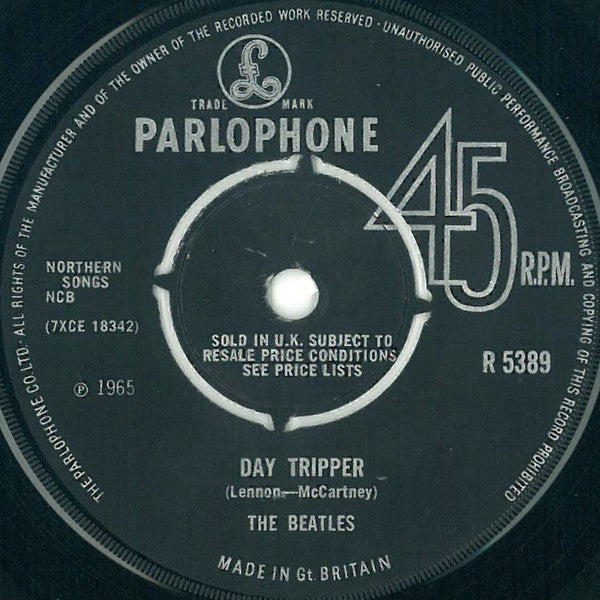 THE PARLOPHONE CO. LTD. · ALL RIGHTS OF THE MANUFACTURER AND OF THE OWNER OF THE RECORDED WORK RESERVED · UNAUTHORISED PUBLIC PERFORMANCE BROADCASTING AND COPYING OF THIS RECORD PROHIBITED
£
TRADE MARK
PARLOPHONE
45
R.P.M.
NORTHERN
SONGS
NCB
(7XCE 18342)
℗ 1965
SOLD IN U.K. SUBJECT TO
RESALE PRICE CONDITIONS
SEE PRICE LISTS
R 5389
DAY TRIPPER
(Lennon—McCartney)
THE BEATLES
MADE IN Gt. BRITAIN